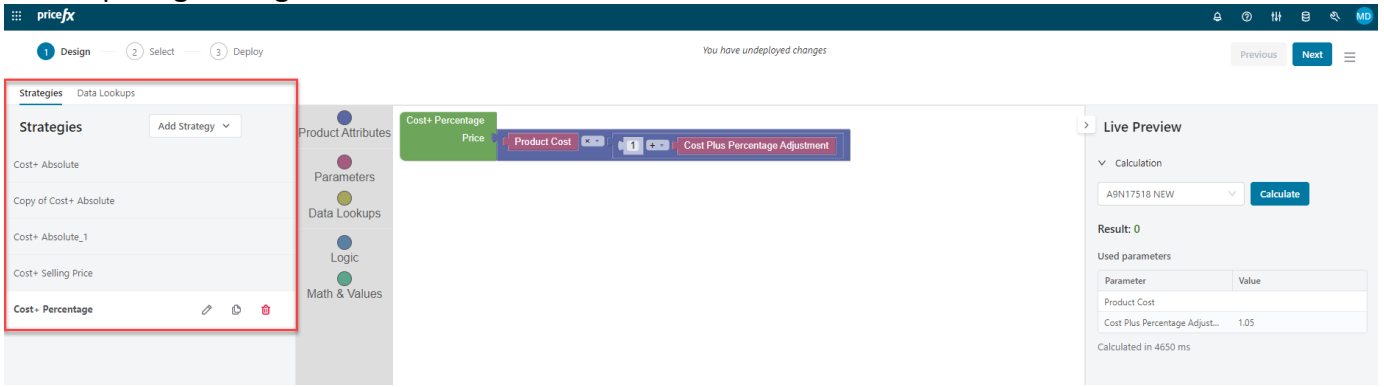 pricefx
MD
1 Design 2 Select 3 Deploy
You have undeployed changes
Previous Next
Strategies Data Lookups
Strategies
Add Strategy
Cost+ Absolute
Copy of Cost+ Absolute
Cost+ Absolute_1
Cost+ Selling Price
Cost+ Percentage
Product Attributes
Parameters
Data Lookups
Logic
Math & Values
Cost+ Percentage
Price Product Cost × 1 + Cost Plus Percentage Adjustment
Live Preview
Calculation
A9N17518 NEW Calculate
Result: 0
Used parameters
Parameter Value
Product Cost
Cost Plus Percentage Adjust... 1.05
Calculated in 4650 ms